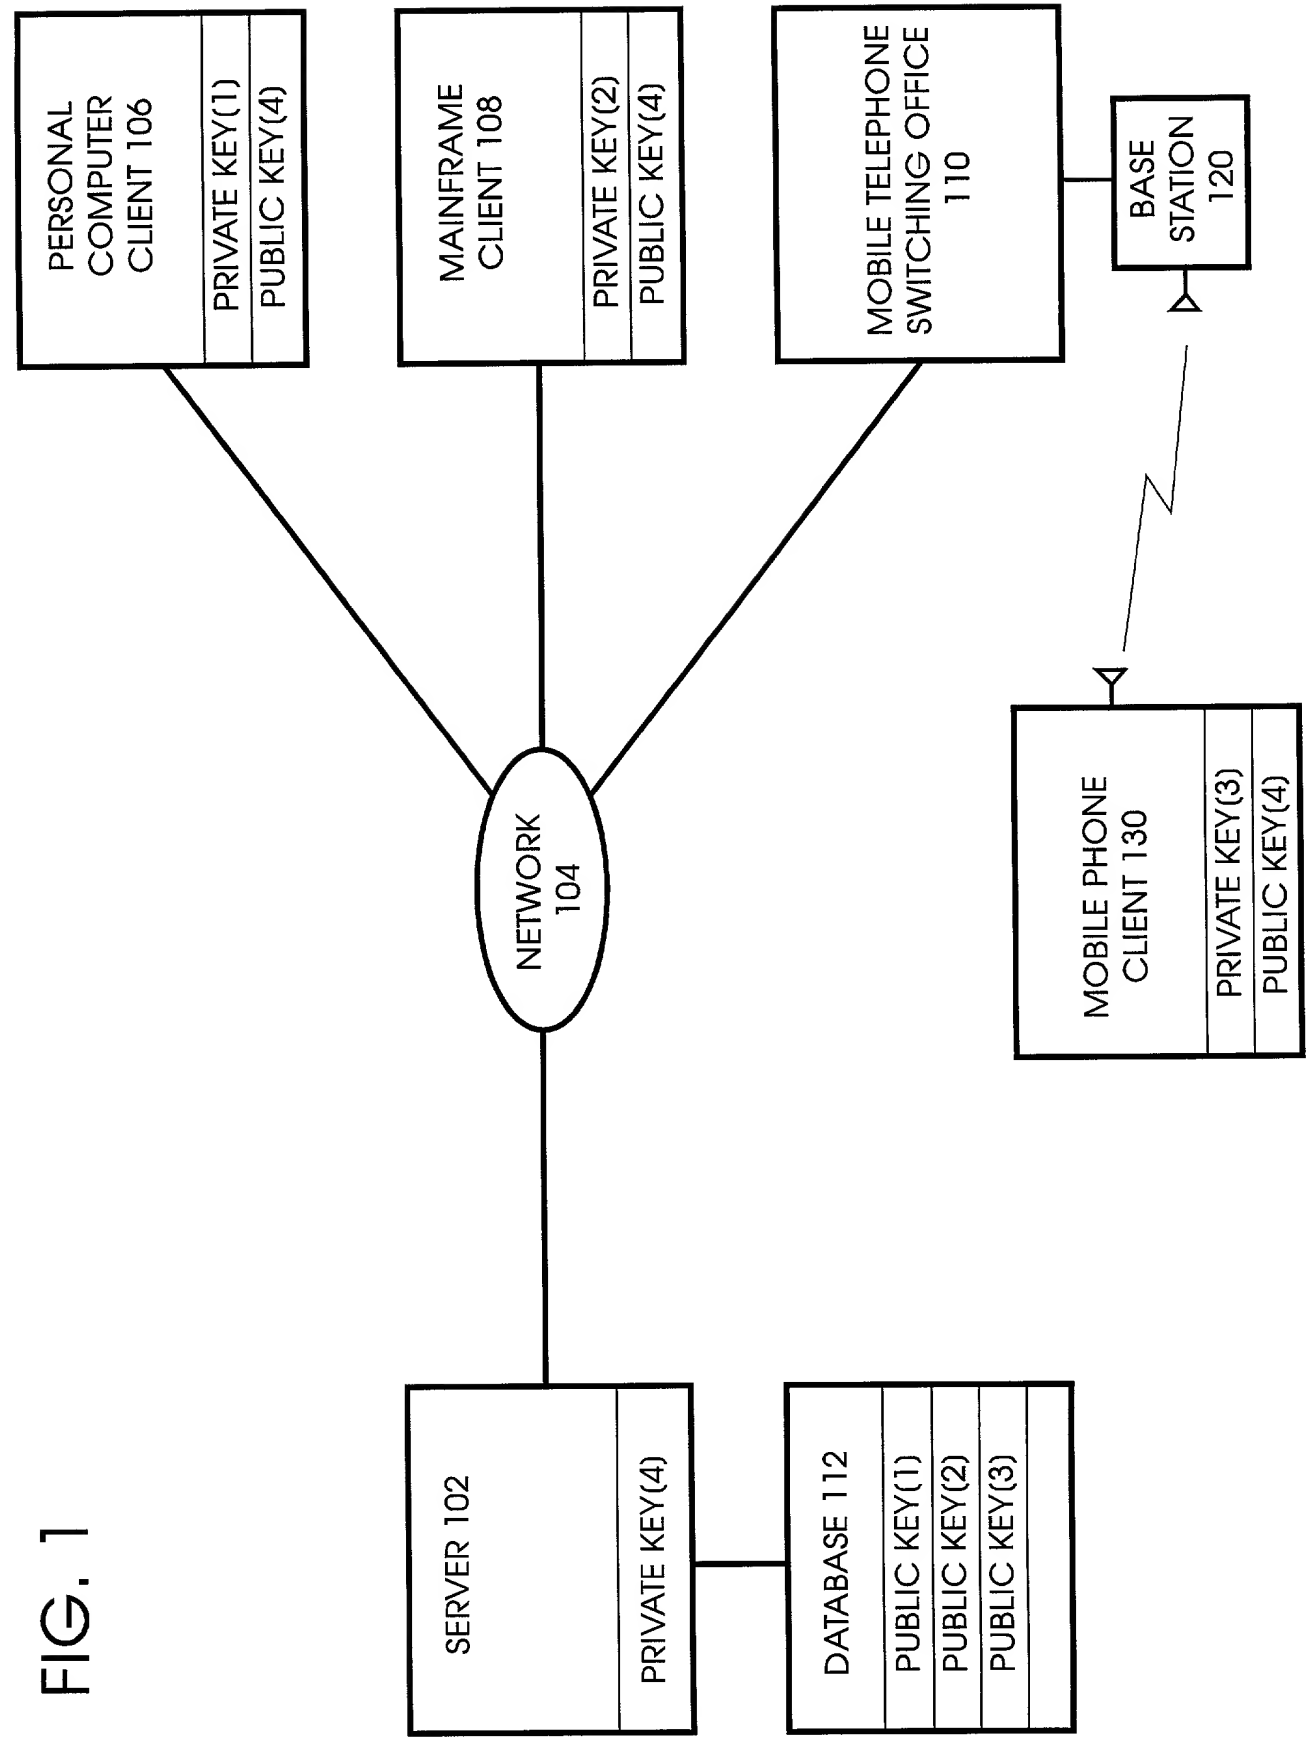 FIG. 1
SERVER 102
PRIVATE KEY(4)
DATABASE 112
PUBLIC KEY(1)
PUBLIC KEY(2)
PUBLIC KEY(3)
NETWORK
104
PERSONAL
COMPUTER
CLIENT 106
PRIVATE KEY(1)
PUBLIC KEY(4)
MAINFRAME
CLIENT 108
PRIVATE KEY(2)
PUBLIC KEY(4)
MOBILE TELEPHONE
SWITCHING OFFICE
110
BASE
STATION
120
MOBILE PHONE
CLIENT 130
PRIVATE KEY(3)
PUBLIC KEY(4)